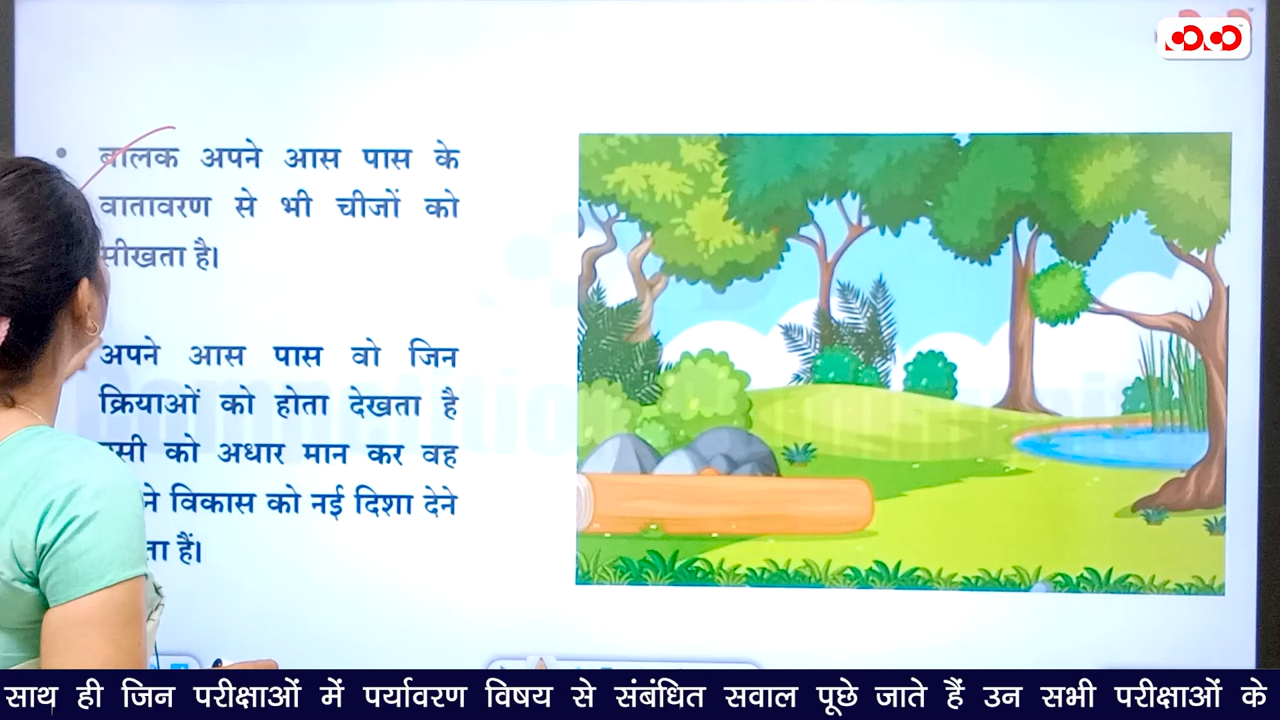 बालक अपने आस पास के
वातावरण से भी चीजों को
सीखता है।
अपने आस पास वो जिन
क्रियाओं को होता देखता है
को अधार मान कर वह
विकास को नई दिशा देने
हैं।
साथ ही जिन परीक्षाओं में पर्यावरण विषय से संबंधित सवाल पूछे जाते हैं उन सभी परीक्षाओं के